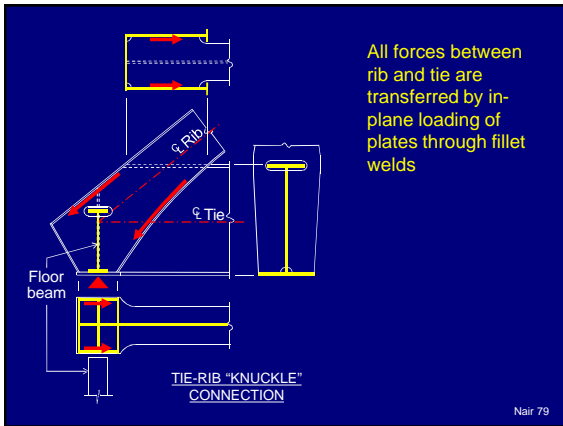 All forces between
rib and tie are
transferred by in-
plane loading of
plates through fillet
welds
℄ Rib
℄ Tie
Floor
beam
TIE-RIB “KNUCKLE”
CONNECTION
Nair 79